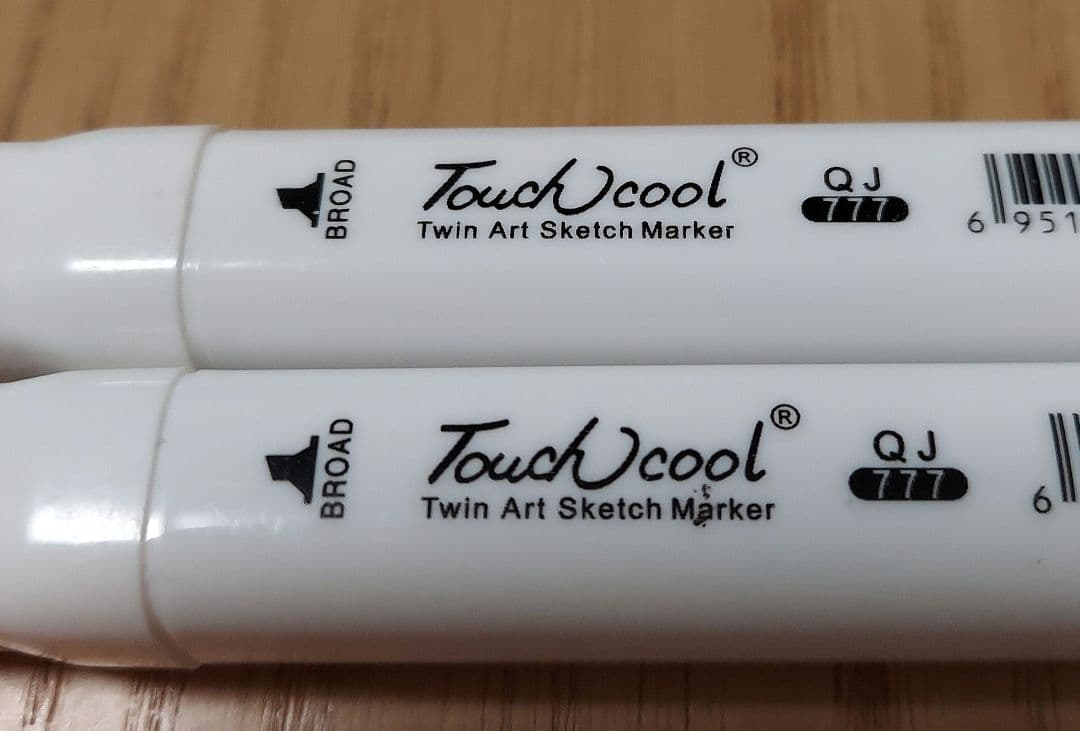 BROAD
TouchCool®
Twin Art Sketch Marker
QJ
777
6 951
BROAD
TouchCool®
Twin Art Sketch Marker
QJ
777
6